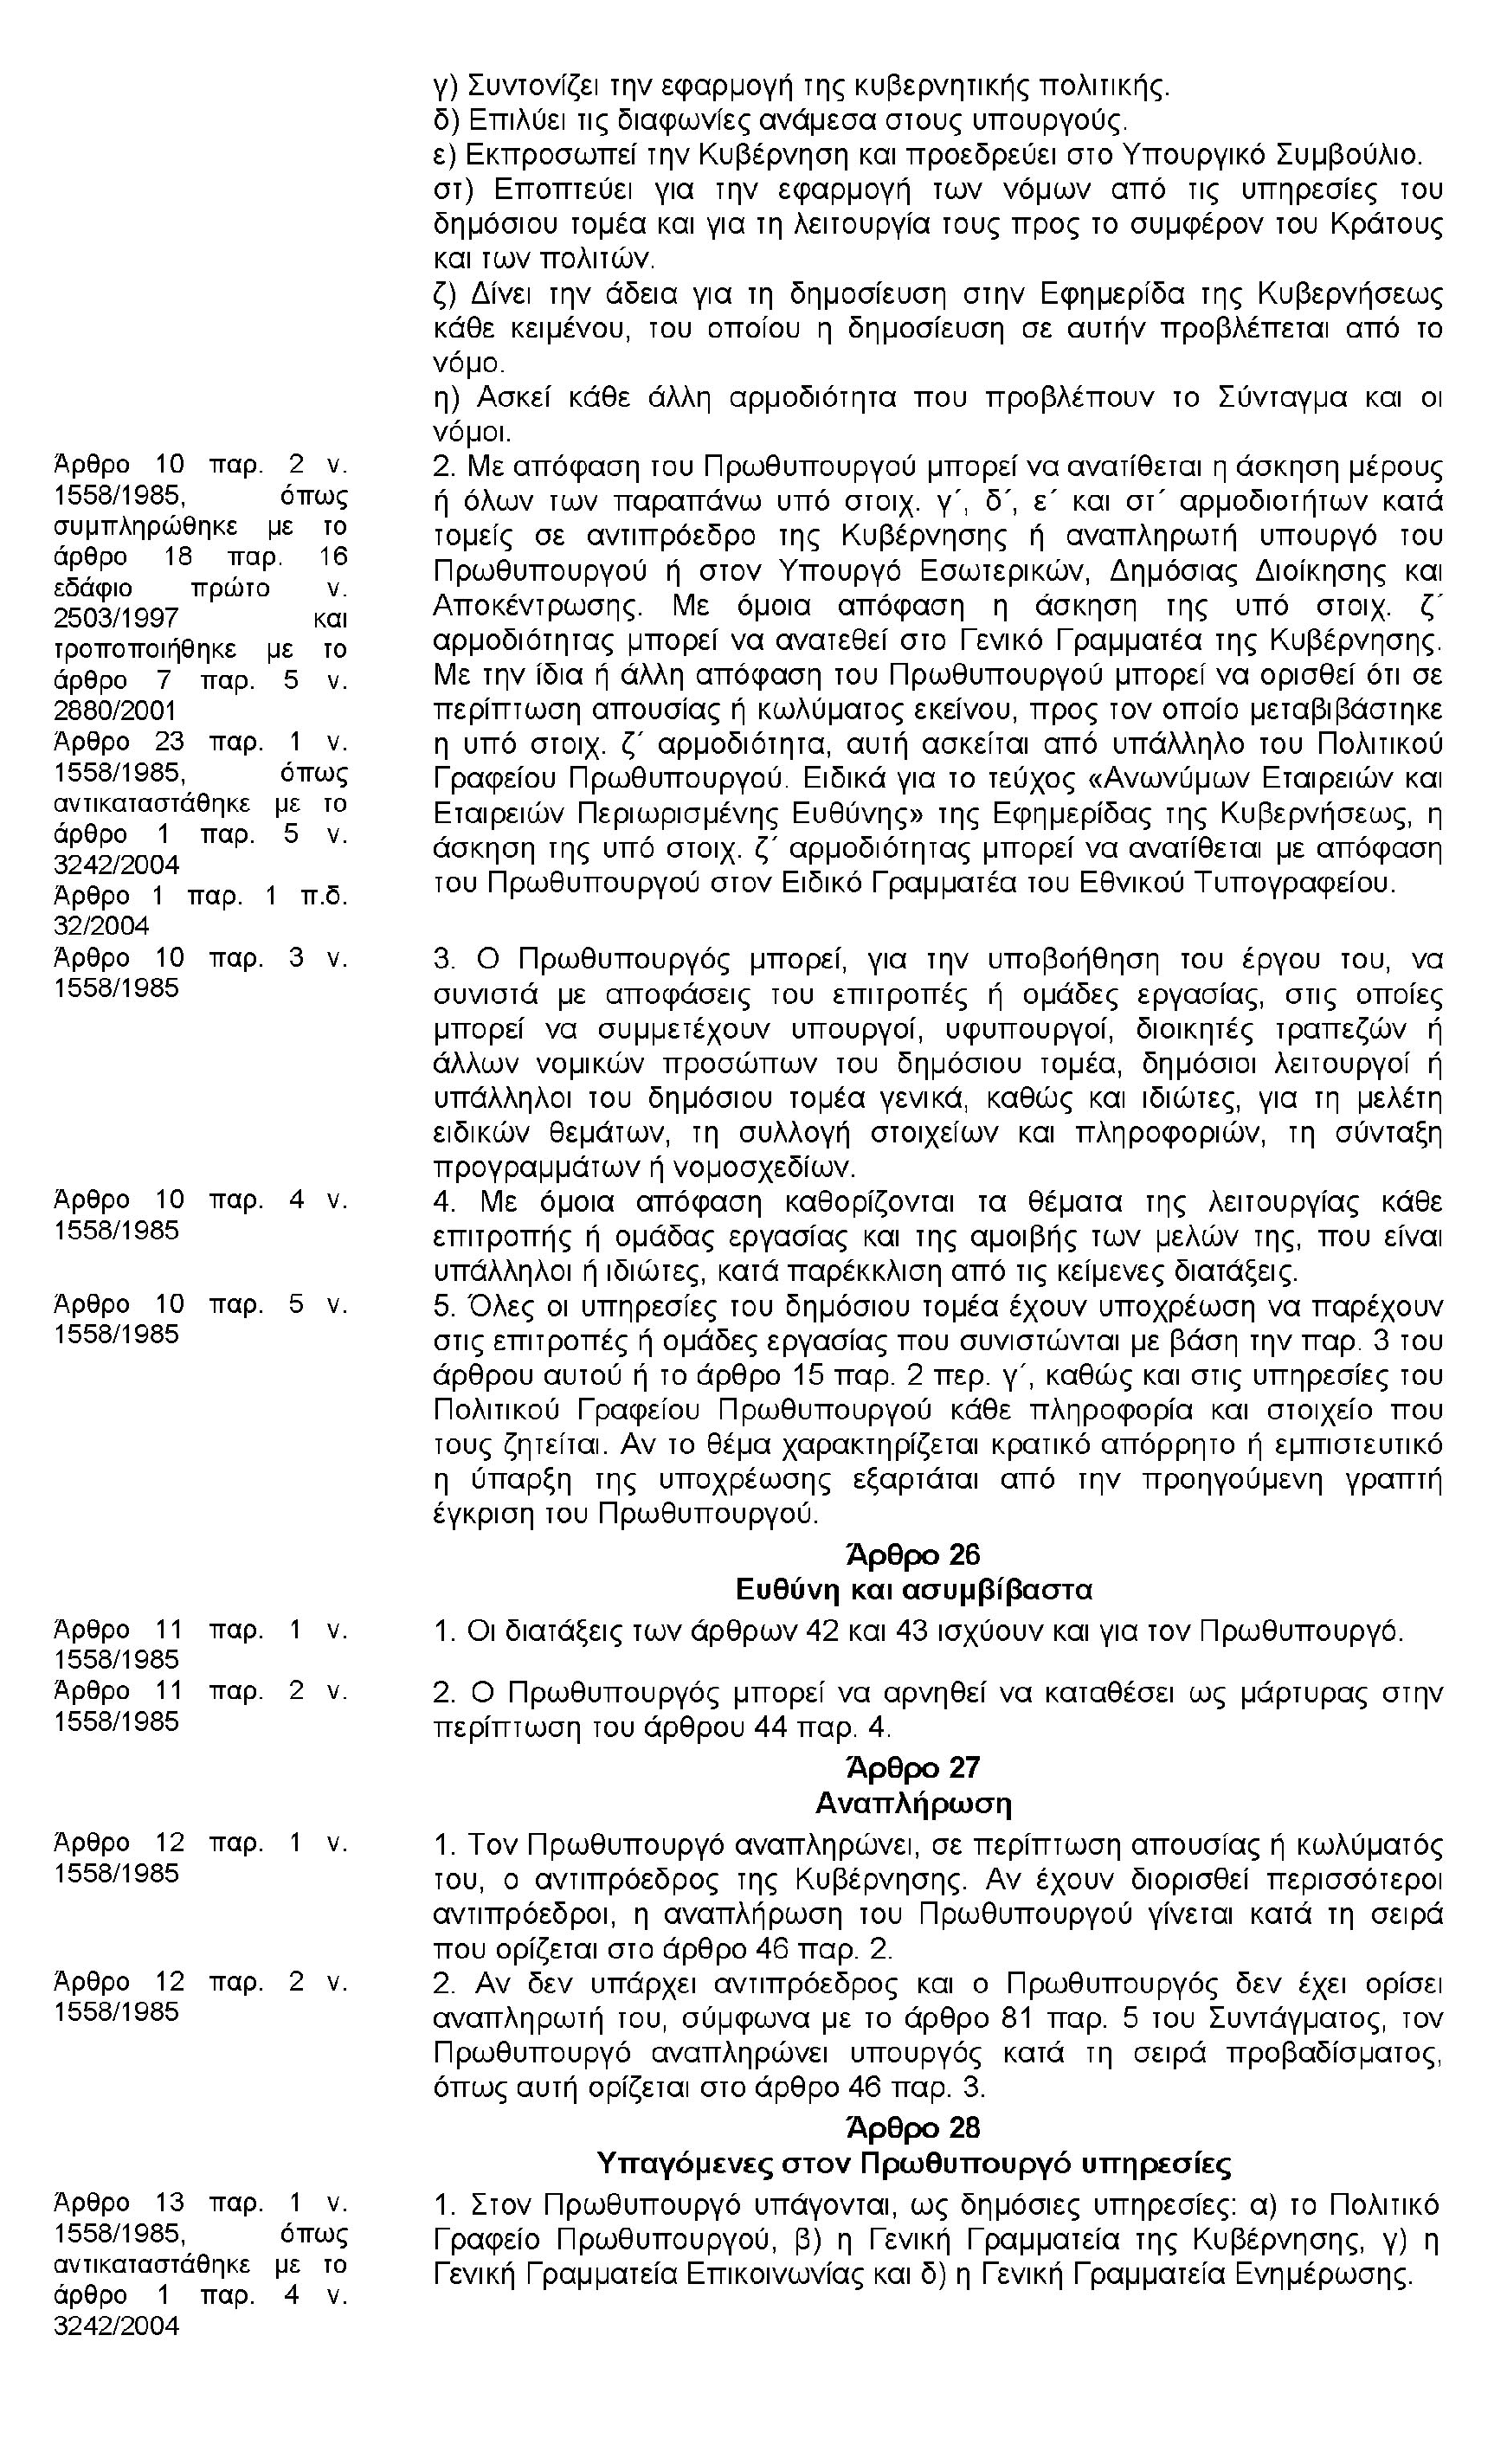 γ) Συντονίζει την εφαρμογή της κυβερνητικής πολιτικής.
δ) Επιλύει τις διαφωνίες ανάμεσα στους υπουργούς.
ε) Εκπροσωπεί την Κυβέρνηση και προεδρεύει στο Υπουργικό Συμβούλιο.
στ) Εποπτεύει για την εφαρμογή των νόμων από τις υπηρεσίες του
δημόσιου τομέα και για τη λειτουργία τους προς το συμφέρον του Κράτους
και των πολιτών.
ζ) Δίνει την άδεια για τη δημοσίευση στην Εφημερίδα της Κυβερνήσεως
κάθε κειμένου, του οποίου η δημοσίευση σε αυτήν προβλέπεται από το
νόμο.
η) Ασκεί κάθε άλλη αρμοδιότητα που προβλέπουν το Σύνταγμα και οι
νόμοι.
Άρθρο 10 παρ. 2 ν.
1558/1985, όπως
συμπληρώθηκε με το
άρθρο 18 παρ. 16
εδάφιο πρώτο ν.
2503/1997 και
τροποποιήθηκε με το
άρθρο 7 παρ. 5 ν.
2880/2001
Άρθρο 23 παρ. 1 ν.
1558/1985, όπως
αντικαταστάθηκε με το
άρθρο 1 παρ. 5 ν.
3242/2004
Άρθρο 1 παρ. 1 π.δ.
32/2004
2. Με απόφαση του Πρωθυπουργού μπορεί να ανατίθεται η άσκηση μέρους
ή όλων των παραπάνω υπό στοιχ. γ΄, δ΄, ε΄ και στ΄ αρμοδιοτήτων κατά
τομείς σε αντιπρόεδρο της Κυβέρνησης ή αναπληρωτή υπουργό του
Πρωθυπουργού ή στον Υπουργό Εσωτερικών, Δημόσιας Διοίκησης και
Αποκέντρωσης. Με όμοια απόφαση η άσκηση της υπό στοιχ. ζ΄
αρμοδιότητας μπορεί να ανατεθεί στο Γενικό Γραμματέα της Κυβέρνησης.
Με την ίδια ή άλλη απόφαση του Πρωθυπουργού μπορεί να ορισθεί ότι σε
περίπτωση απουσίας ή κωλύματος εκείνου, προς τον οποίο μεταβιβάστηκε
η υπό στοιχ. ζ΄ αρμοδιότητα, αυτή ασκείται από υπάλληλο του Πολιτικού
Γραφείου Πρωθυπουργού. Ειδικά για το τεύχος «Ανωνύμων Εταιρειών και
Εταιρειών Περιωρισμένης Ευθύνης» της Εφημερίδας της Κυβερνήσεως, η
άσκηση της υπό στοιχ. ζ΄ αρμοδιότητας μπορεί να ανατίθεται με απόφαση
του Πρωθυπουργού στον Ειδικό Γραμματέα του Εθνικού Τυπογραφείου.
Άρθρο 10 παρ. 3 ν.
1558/1985
3. Ο Πρωθυπουργός μπορεί, για την υποβοήθηση του έργου του, να
συνιστά με αποφάσεις του επιτροπές ή ομάδες εργασίας, στις οποίες
μπορεί να συμμετέχουν υπουργοί, υφυπουργοί, διοικητές τραπεζών ή
άλλων νομικών προσώπων του δημόσιου τομέα, δημόσιοι λειτουργοί ή
υπάλληλοι του δημόσιου τομέα γενικά, καθώς και ιδιώτες, για τη μελέτη
ειδικών θεμάτων, τη συλλογή στοιχείων και πληροφοριών, τη σύνταξη
προγραμμάτων ή νομοσχεδίων.
Άρθρο 10 παρ. 4 ν.
1558/1985
4. Με όμοια απόφαση καθορίζονται τα θέματα της λειτουργίας κάθε
επιτροπής ή ομάδας εργασίας και της αμοιβής των μελών της, που είναι
υπάλληλοι ή ιδιώτες, κατά παρέκκλιση από τις κείμενες διατάξεις.
Άρθρο 10 παρ. 5 ν.
1558/1985
5. Όλες οι υπηρεσίες του δημόσιου τομέα έχουν υποχρέωση να παρέχουν
στις επιτροπές ή ομάδες εργασίας που συνιστώνται με βάση την παρ. 3 του
άρθρου αυτού ή το άρθρο 15 παρ. 2 περ. γ΄, καθώς και στις υπηρεσίες του
Πολιτικού Γραφείου Πρωθυπουργού κάθε πληροφορία και στοιχείο που
τους ζητείται. Αν το θέμα χαρακτηρίζεται κρατικό απόρρητο ή εμπιστευτικό
η ύπαρξη της υποχρέωσης εξαρτάται από την προηγούμενη γραπτή
έγκριση του Πρωθυπουργού.
Άρθρο 26
Ευθύνη και ασυμβίβαστα
Άρθρο 11 παρ. 1 ν.
1558/1985
1. Οι διατάξεις των άρθρων 42 και 43 ισχύουν και για τον Πρωθυπουργό.
Άρθρο 11 παρ. 2 ν.
1558/1985
2. Ο Πρωθυπουργός μπορεί να αρνηθεί να καταθέσει ως μάρτυρας στην
περίπτωση του άρθρου 44 παρ. 4.
Άρθρο 27
Αναπλήρωση
Άρθρο 12 παρ. 1 ν.
1558/1985
1. Τον Πρωθυπουργό αναπληρώνει, σε περίπτωση απουσίας ή κωλύματός
του, ο αντιπρόεδρος της Κυβέρνησης. Αν έχουν διορισθεί περισσότεροι
αντιπρόεδροι, η αναπλήρωση του Πρωθυπουργού γίνεται κατά τη σειρά
που ορίζεται στο άρθρο 46 παρ. 2.
Άρθρο 12 παρ. 2 ν.
1558/1985
2. Αν δεν υπάρχει αντιπρόεδρος και ο Πρωθυπουργός δεν έχει ορίσει
αναπληρωτή του, σύμφωνα με το άρθρο 81 παρ. 5 του Συντάγματος, τον
Πρωθυπουργό αναπληρώνει υπουργός κατά τη σειρά προβαδίσματος,
όπως αυτή ορίζεται στο άρθρο 46 παρ. 3.
Άρθρο 28
Υπαγόμενες στον Πρωθυπουργό υπηρεσίες
Άρθρο 13 παρ. 1 ν.
1558/1985, όπως
αντικαταστάθηκε με το
άρθρο 1 παρ. 4 ν.
3242/2004
1. Στον Πρωθυπουργό υπάγονται, ως δημόσιες υπηρεσίες: α) το Πολιτικό
Γραφείο Πρωθυπουργού, β) η Γενική Γραμματεία της Κυβέρνησης, γ) η
Γενική Γραμματεία Επικοινωνίας και δ) η Γενική Γραμματεία Ενημέρωσης.